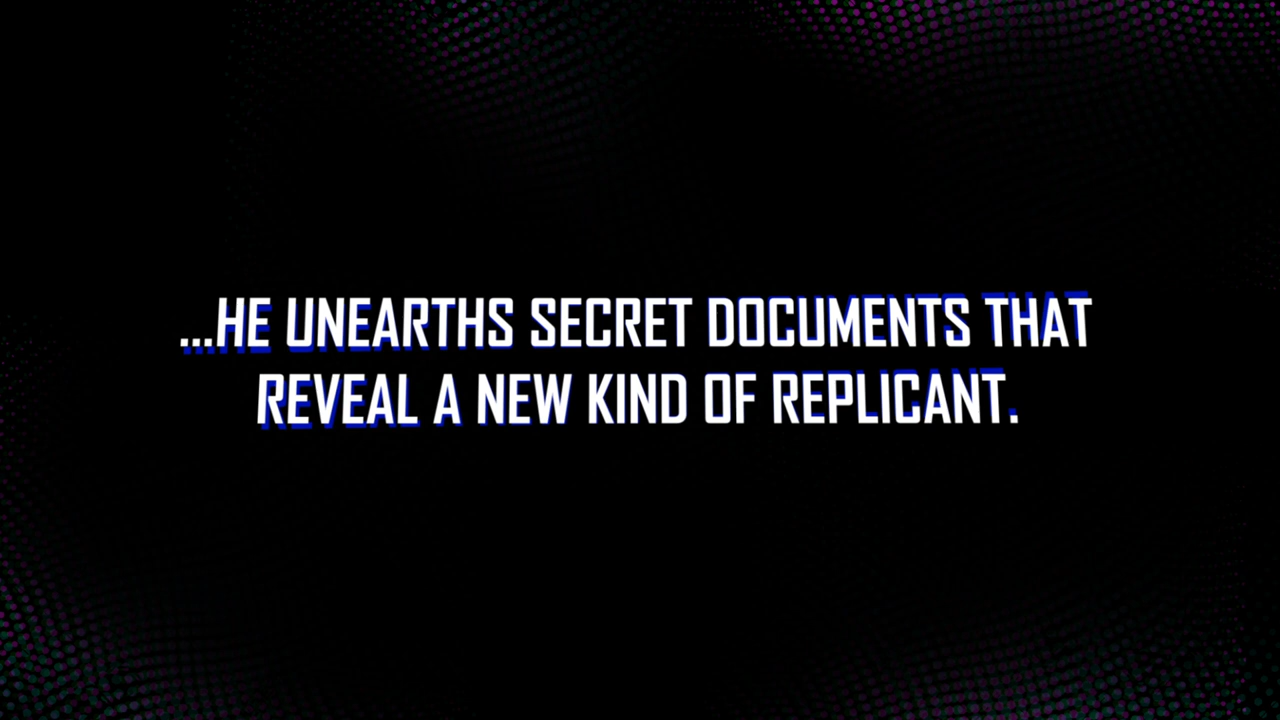 ...HE UNEARTHS SECRET DOCUMENTS THAT
REVEAL A NEW KIND OF REPLICANT.